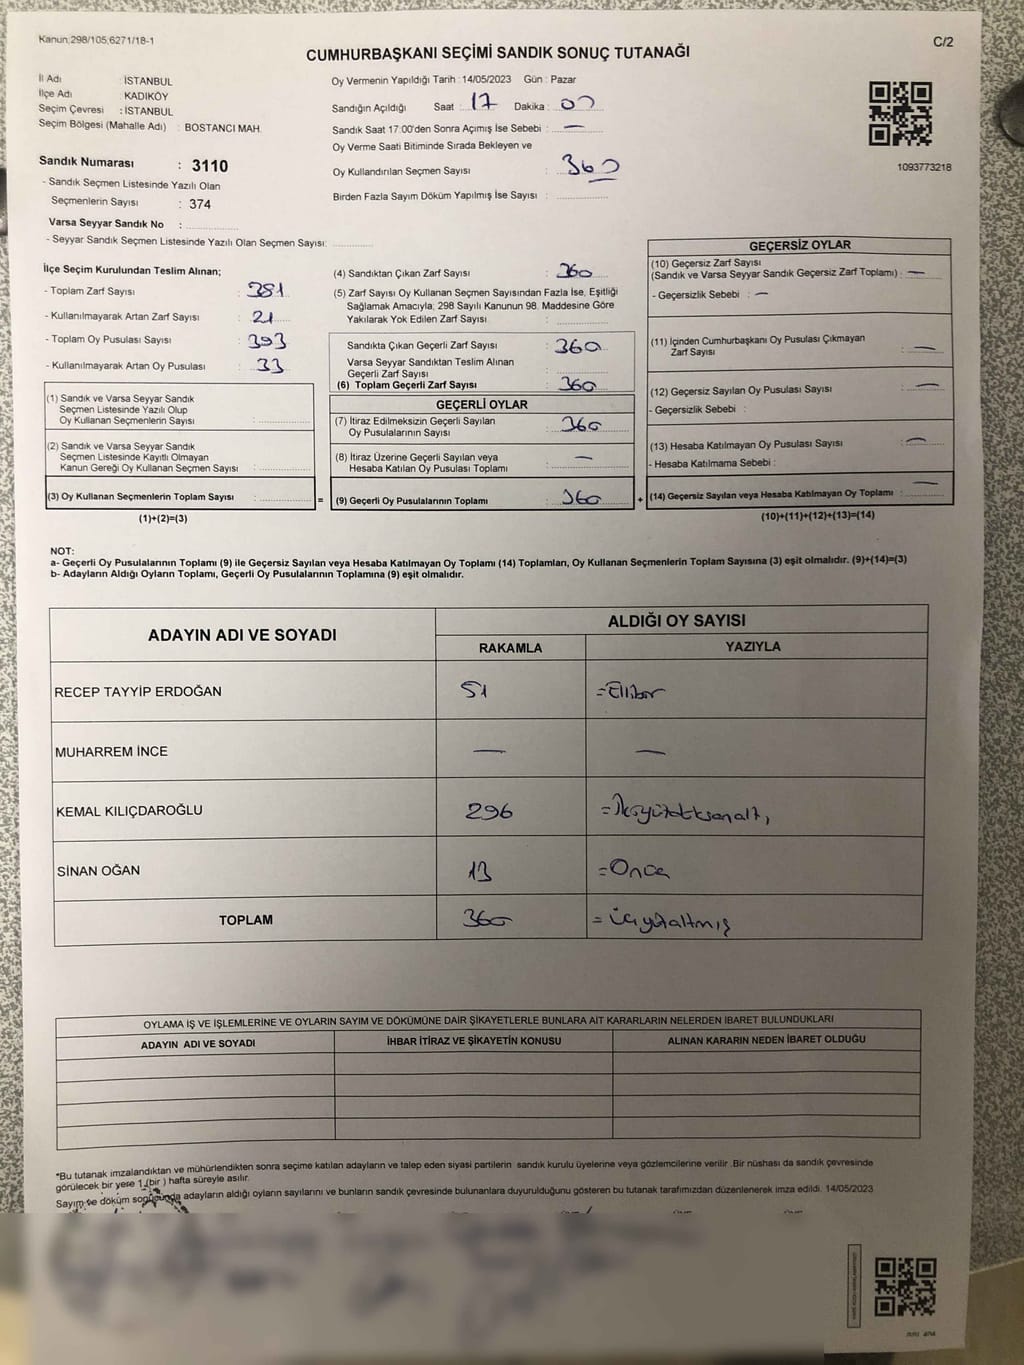 Kanun;298/105,6271/18-1
C/2
CUMHURBAŞKANI SEÇİMİ SANDIK SONUÇ TUTANAĞI
İl Adı : İSTANBUL
İlçe Adı : KADIKÖY
Seçim Çevresi : İSTANBUL
Seçim Bölgesi (Mahalle Adı) : BOSTANCI MAH.
Sandık Numarası : 3110
- Sandık Seçmen Listesinde Yazılı Olan
Seçmenlerin Sayısı : 374
Varsa Seyyar Sandık No :
- Seyyar Sandık Seçmen Listesinde Yazılı Olan Seçmen Sayısı:
Oy Vermenin Yapıldığı Tarih : 14/05/2023 Gün : Pazar
Sandığın Açıldığı Saat : 17 Dakika : 00
Sandık Saat 17:00'den Sonra Açımış İse Sebebi : —
Oy Verme Saati Bitiminde Sırada Bekleyen ve
Oy Kullandırılan Seçmen Sayısı : 360
Birden Fazla Sayım Döküm Yapılmış İse Sayısı :
1093773218
İlçe Seçim Kurulundan Teslim Alınan;
- Toplam Zarf Sayısı : 381
- Kullanılmayarak Artan Zarf Sayısı : 21
- Toplam Oy Pusulası Sayısı : 393
- Kullanılmayarak Artan Oy Pusulası : 33
(1) Sandık ve Varsa Seyyar Sandık
Seçmen Listesinde Yazılı Olup
Oy Kullanan Seçmenlerin Sayısı :
(2) Sandık ve Varsa Seyyar Sandık
Seçmen Listesinde Kayıtlı Olmayan
Kanun Gereği Oy Kullanan Seçmen Sayısı :
(3) Oy Kullanan Seçmenlerin Toplam Sayısı :
(1)+(2)=(3)
(4) Sandıktan Çıkan Zarf Sayısı : 360
(5) Zarf Sayısı Oy Kullanan Seçmen Sayısından Fazla İse, Eşitliği
Sağlamak Amacıyla; 298 Sayılı Kanunun 98. Maddesine Göre
Yakılarak Yok Edilen Zarf Sayısı :
Sandıkta Çıkan Geçerli Zarf Sayısı : 360
Varsa Seyyar Sandıktan Teslim Alınan
Geçerli Zarf Sayısı :
(6) Toplam Geçerli Zarf Sayısı : 360
GEÇERLİ OYLAR
(7) İtiraz Edilmeksizin Geçerli Sayılan
Oy Pusulalarının Sayısı : 360
(8) İtiraz Üzerine Geçerli Sayılan veya
Hesaba Katılan Oy Pusulası Toplamı : —
= (9) Geçerli Oy Pusulalarının Toplamı : 360 +
GEÇERSİZ OYLAR
(10) Geçersiz Zarf Sayısı
(Sandık ve Varsa Seyyar Sandık Geçersiz Zarf Toplamı) : —
- Geçersizlik Sebebi : —
(11) İçinden Cumhurbaşkanı Oy Pusulası Çıkmayan
Zarf Sayısı : —
(12) Geçersiz Sayılan Oy Pusulası Sayısı : —
- Geçersizlik Sebebi :
(13) Hesaba Katılmayan Oy Pusulası Sayısı : —
- Hesaba Katılmama Sebebi :
(14) Geçersiz Sayılan veya Hesaba Katılmayan Oy Toplamı : —
(10)+(11)+(12)+(13)=(14)
NOT:
a- Geçerli Oy Pusulalarının Toplamı (9) ile Geçersiz Sayılan veya Hesaba Katılmayan Oy Toplamı (14) Toplamları, Oy Kullanan Seçmenlerin Toplam Sayısına (3) eşit olmalıdır. (9)+(14)=(3)
b- Adayların Aldığı Oyların Toplamı, Geçerli Oy Pusulalarının Toplamına (9) eşit olmalıdır.
ADAYIN ADI VE SOYADI
ALDIĞI OY SAYISI
RAKAMLA YAZIYLA
RECEP TAYYİP ERDOĞAN 51 =Ellibir
MUHARREM İNCE — —
KEMAL KILIÇDAROĞLU 296
SİNAN OĞAN 13
TOPLAM 360 =Üçyüzaltmış
OYLAMA İŞ VE İŞLEMLERİNE VE OYLARIN SAYIM VE DÖKÜMÜNE DAİR ŞİKAYETLERLE BUNLARA AİT KARARLARIN NELERDEN İBARET BULUNDUKLARI
ADAYIN ADI VE SOYADI İHBAR İTİRAZ VE ŞİKAYETİN KONUSU ALINAN KARARIN NEDEN İBARET OLDUĞU
*Bu tutanak imzalandıktan ve mühürlendikten sonra seçime katılan adayların ve talep eden siyasi partilerin sandık kurulu üyelerine veya gözlemcilerine verilir .Bir nüshası da sandık çevresinde
görülecek bir yere 1 (bir ) hafta süreyle asılır.
Sayım ve döküm sonucunda adayların aldığı oyların sayılarını ve bunların sandık çevresinde bulunanlara duyurulduğunu gösteren bu tutanak tarafımızdan düzenlenerek imza edildi. 14/05/2023